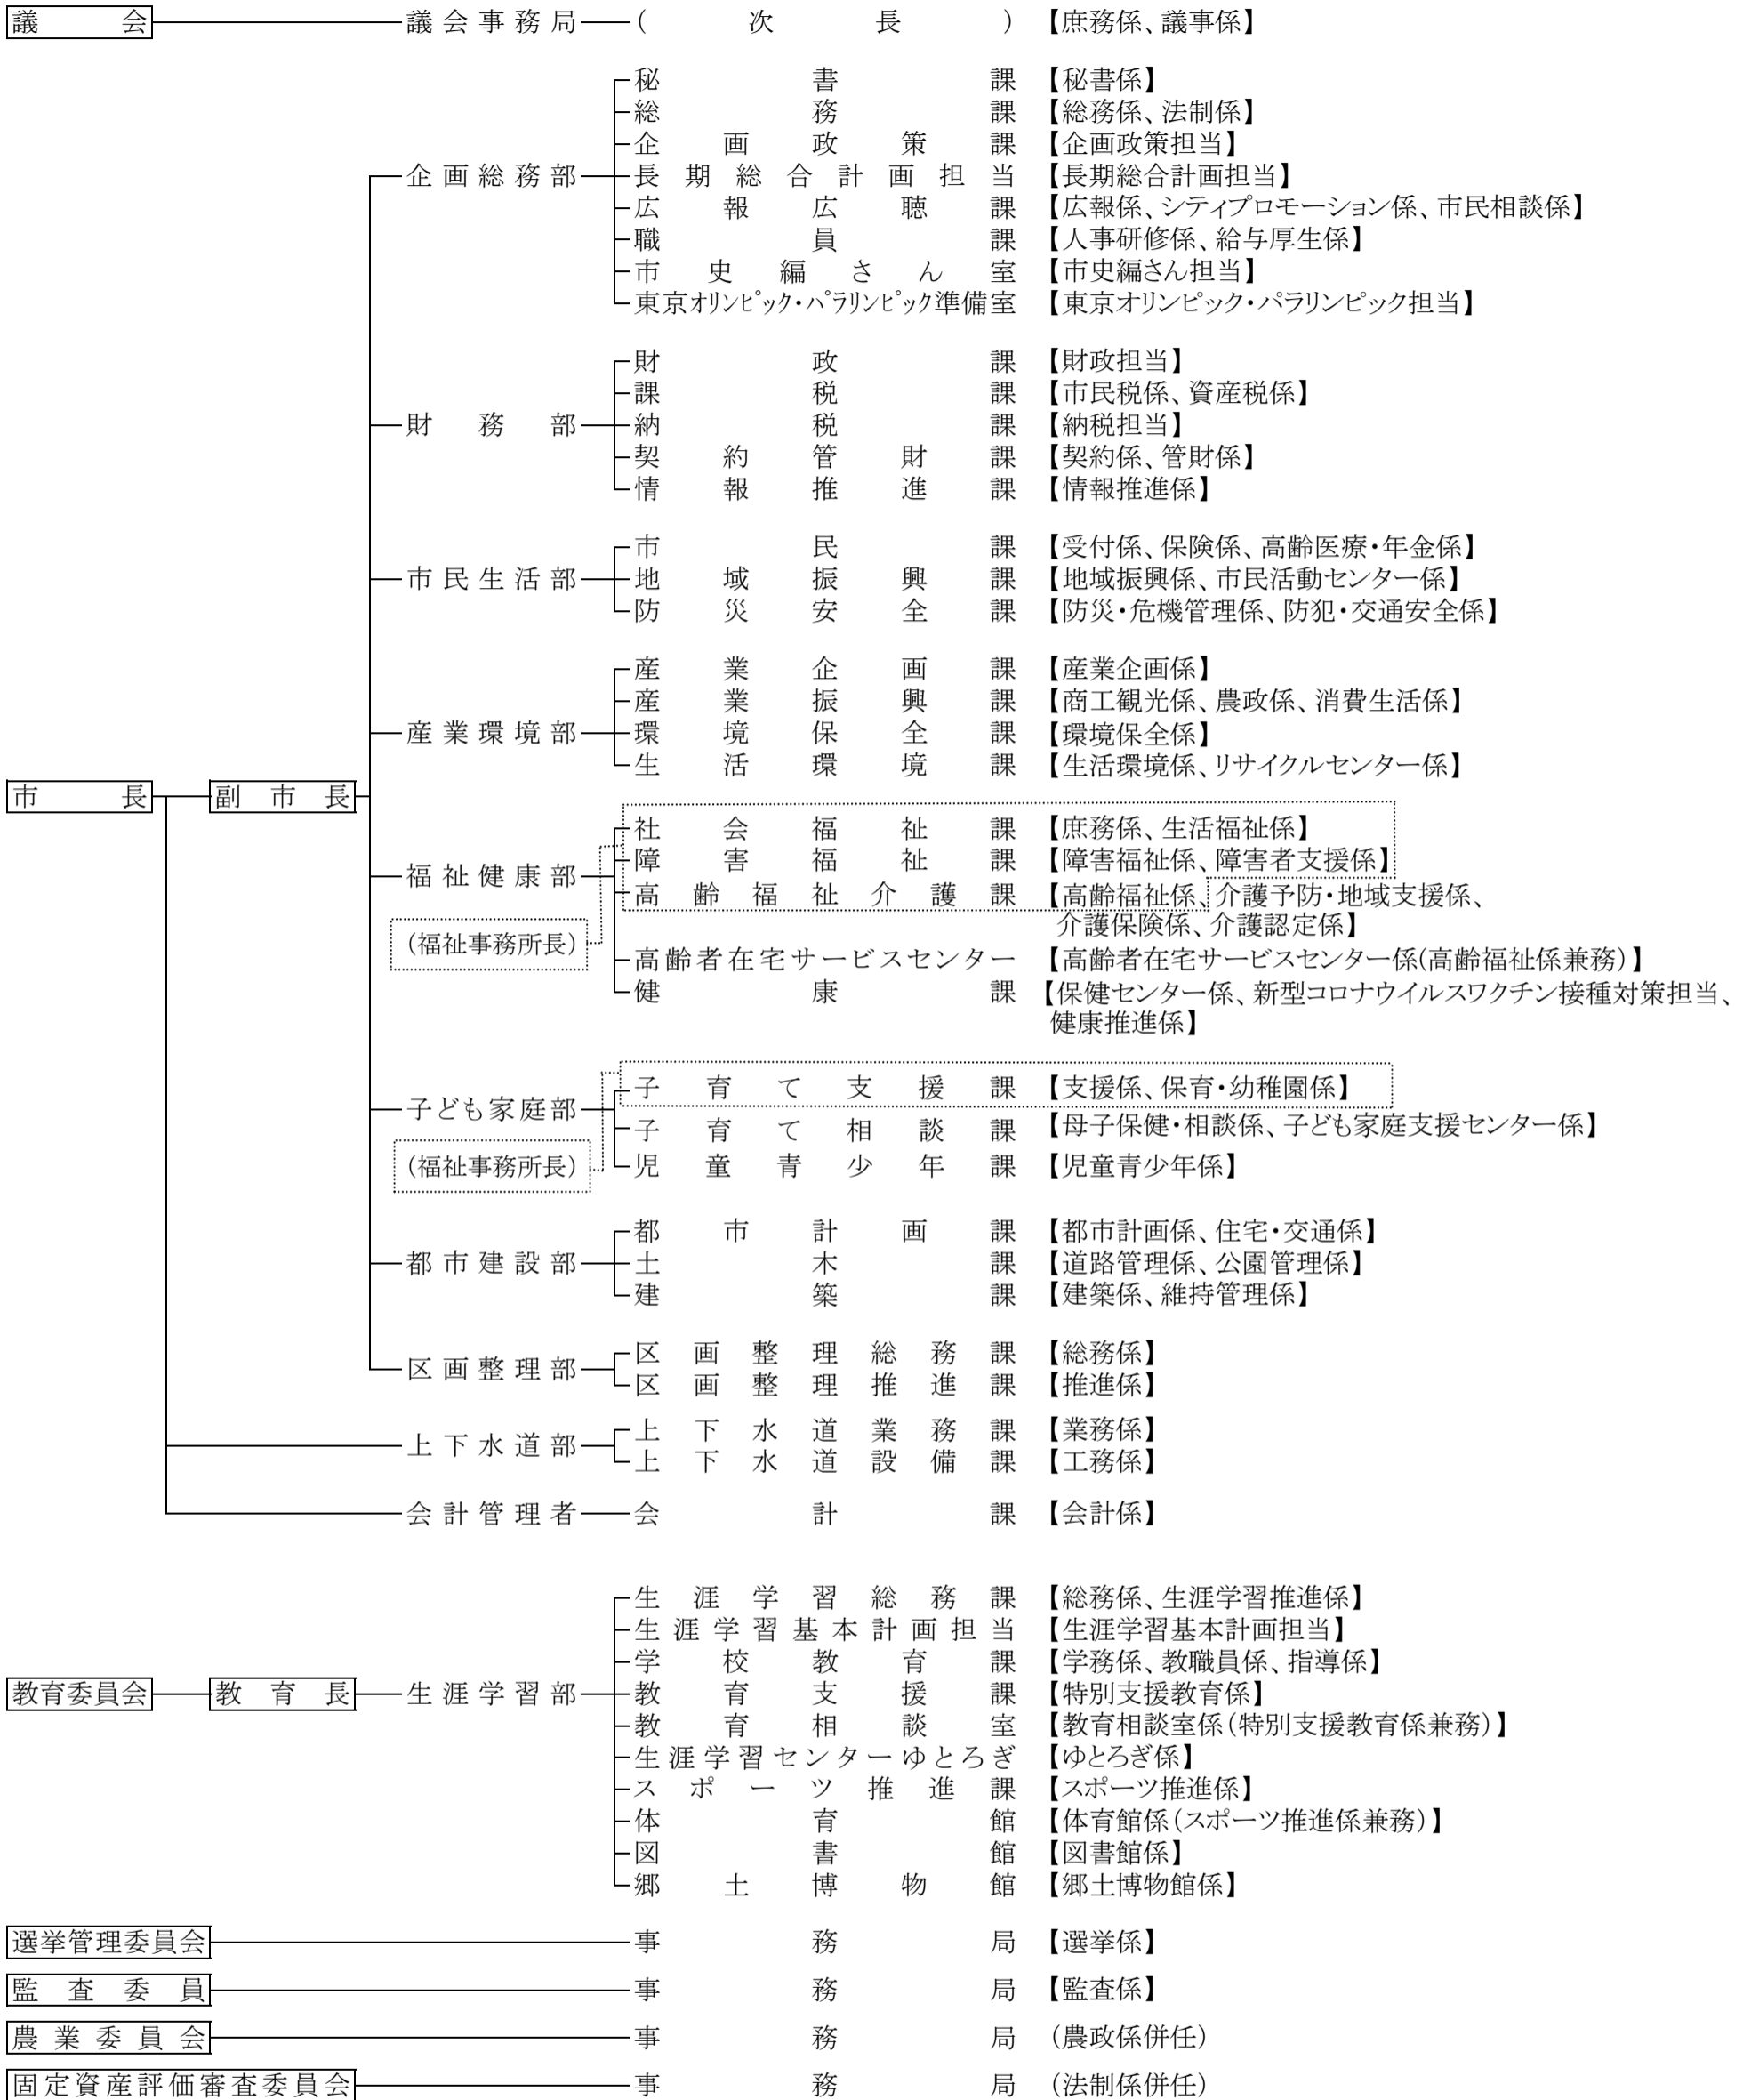 議会 議会事務局 (次長) 【庶務係、議事係】
秘書課 【秘書係】
総務課 【総務係、法制係】
企画政策課 【企画政策担当】
企画総務部 長期総合計画担当 【長期総合計画担当】
広報広聴課 【広報係、シティプロモーション係、市民相談係】
職員課 【人事研修係、給与厚生係】
市史編さん室 【市史編さん担当】
東京オリンピック・パラリンピック準備室 【東京オリンピック・パラリンピック担当】
財政課 【財政担当】
課税課 【市民税係、資産税係】
財務部 納税課 【納税担当】
契約管財課 【契約係、管財係】
情報推進課 【情報推進係】
市民課 【受付係、保険係、高齢医療・年金係】
市民生活部 地域振興課 【地域振興係、市民活動センター係】
防災安全課 【防災・危機管理係、防犯・交通安全係】
産業企画課 【産業企画係】
産業振興課 【商工観光係、農政係、消費生活係】
産業環境部 環境保全課 【環境保全係】
生活環境課 【生活環境係、リサイクルセンター係】
市長 副市長
社会福祉課 【庶務係、生活福祉係】
障害福祉課 【障害福祉係、障害者支援係】
福祉健康部
高齢福祉介護課 【高齢福祉係、介護予防・地域支援係、
介護保険係、介護認定係】
(福祉事務所長)
高齢者在宅サービスセンター 【高齢者在宅サービスセンター係(高齢福祉係兼務)】
健康課 【保健センター係、新型コロナウイルスワクチン接種対策担当、
健康推進係】
子育て支援課 【支援係、保育・幼稚園係】
子ども家庭部
子育て相談課 【母子保健・相談係、子ども家庭支援センター係】
(福祉事務所長) 児童青少年課 【児童青少年係】
都市計画課 【都市計画係、住宅・交通係】
都市建設部 土木課 【道路管理係、公園管理係】
建築課 【建築係、維持管理係】
区画整理総務課 【総務係】
区画整理部
区画整理推進課 【推進係】
上下水道業務課 【業務係】
上下水道部
上下水道設備課 【工務係】
会計管理者 会計課 【会計係】
生涯学習総務課 【総務係、生涯学習推進係】
生涯学習基本計画担当 【生涯学習基本計画担当】
学校教育課 【学務係、教職員係、指導係】
教育委員会 教育長 生涯学習部 教育支援課 【特別支援教育係】
教育相談室 【教育相談室係(特別支援教育係兼務)】
生涯学習センターゆとろぎ 【ゆとろぎ係】
スポーツ推進課 【スポーツ推進係】
体育館 【体育館係(スポーツ推進係兼務)】
図書館 【図書館係】
郷土博物館 【郷土博物館係】
選挙管理委員会 事務局 【選挙係】
監査委員 事務局 【監査係】
農業委員会 事務局 (農政係併任)
固定資産評価審査委員会 事務局 (法制係併任)